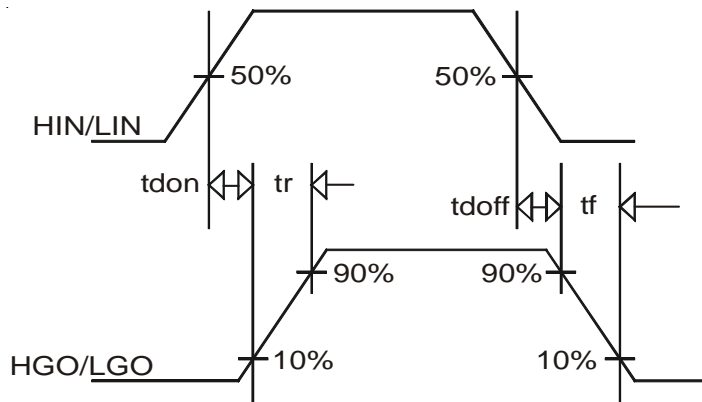 50% 50%
HIN/LIN
tdon tr tdoff tf
90% 90%
HGO/LGO 10% 10%